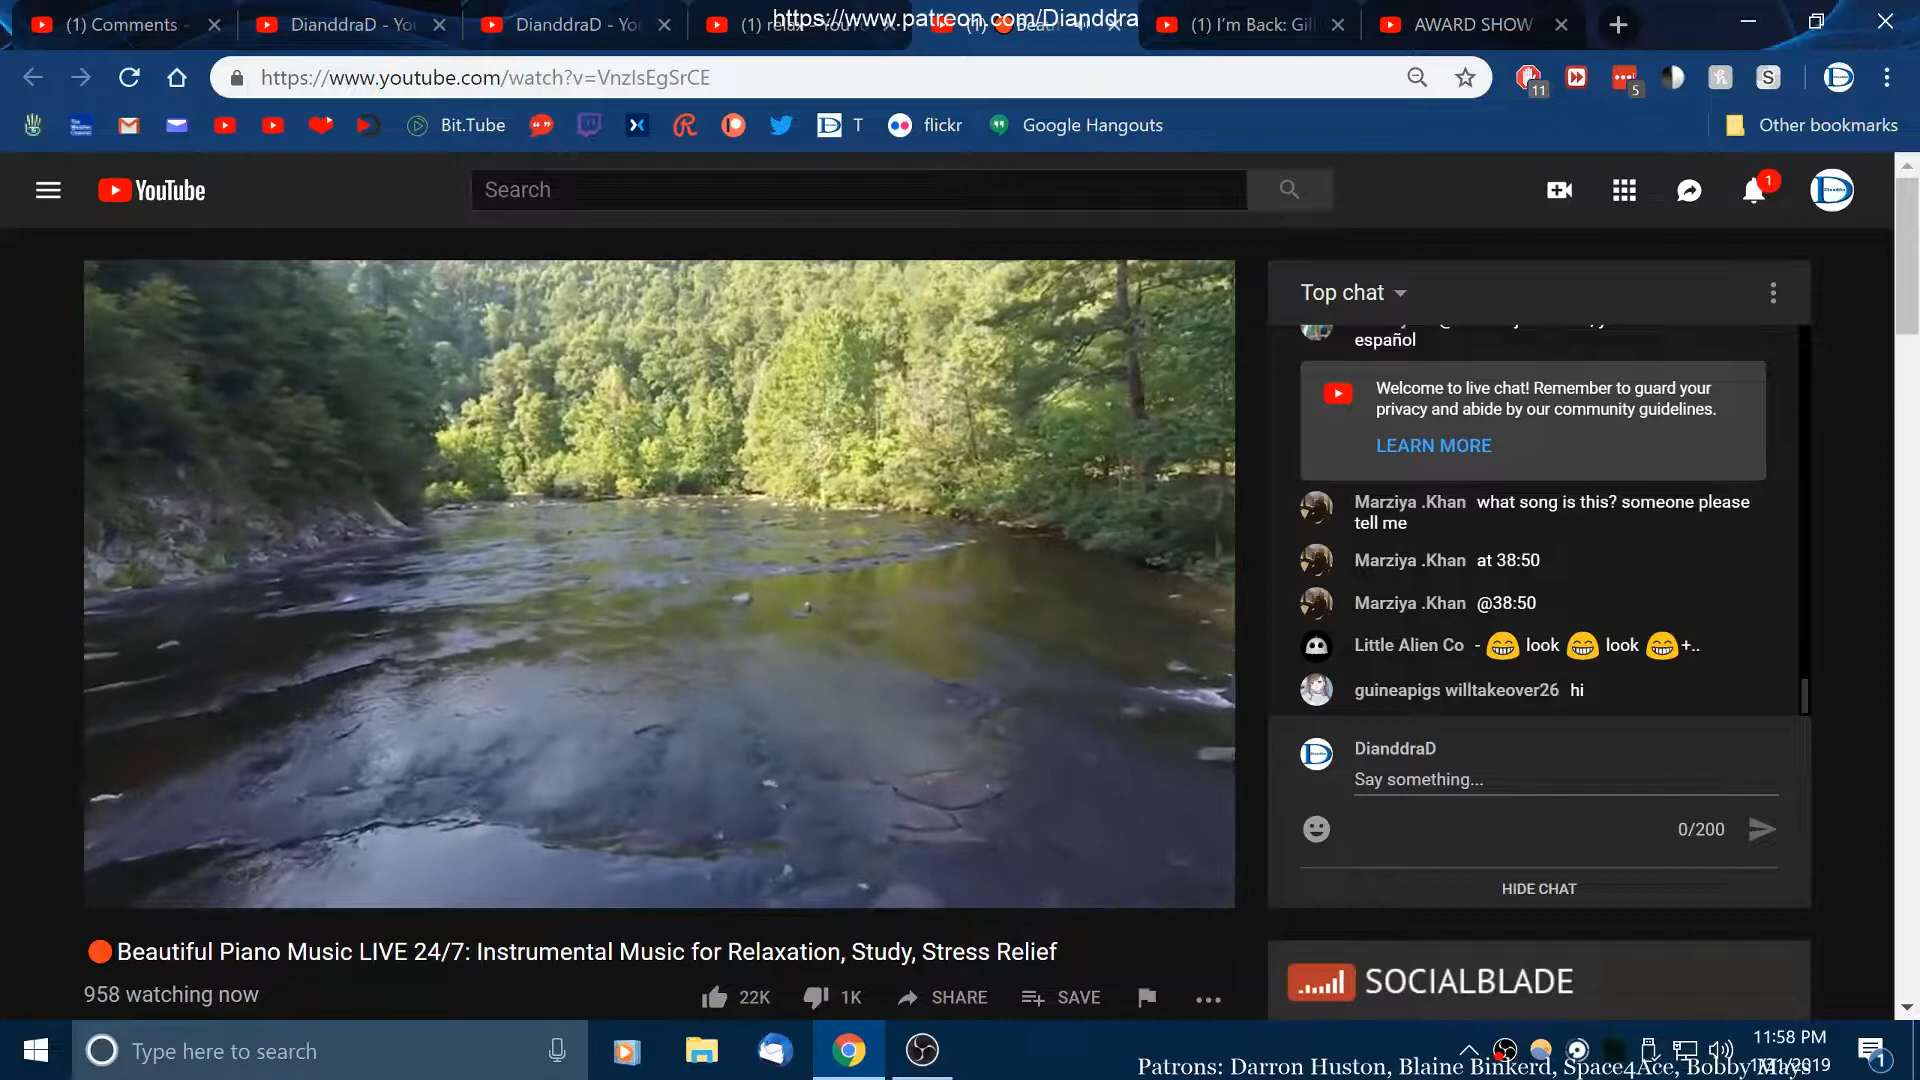 https://www.patreon.com/Dianddra
(1) Comments -
DianddraD - You
DianddraD - You
(1) relax
(1) I'm Back: Gill
AWARD SHOW
https://www.youtube.com/watch?v=VnzIsEgSrCE
11
5
S
Bit.Tube
T
flickr
Google Hangouts
Other bookmarks
YouTube
Search
1
Top chat
español
Welcome to live chat! Remember to guard your
privacy and abide by our community guidelines.
LEARN MORE
Marziya .Khan what song is this? someone please
tell me
Marziya .Khan at 38:50
Marziya .Khan @38:50
Little Alien Co - 😁 look 😁 look 😁+..
guineapigs willtakeover26 hi
DianddraD
Say something...
0/200
HIDE CHAT
🔴Beautiful Piano Music LIVE 24/7: Instrumental Music for Relaxation, Study, Stress Relief
958 watching now
22K
1K
SHARE
SAVE
SOCIALBLADE
Type here to search
11:58 PM
1/31/2019
1
Patrons: Darron Huston, Blaine Binkerd, Space4Ace, Bobby Mays